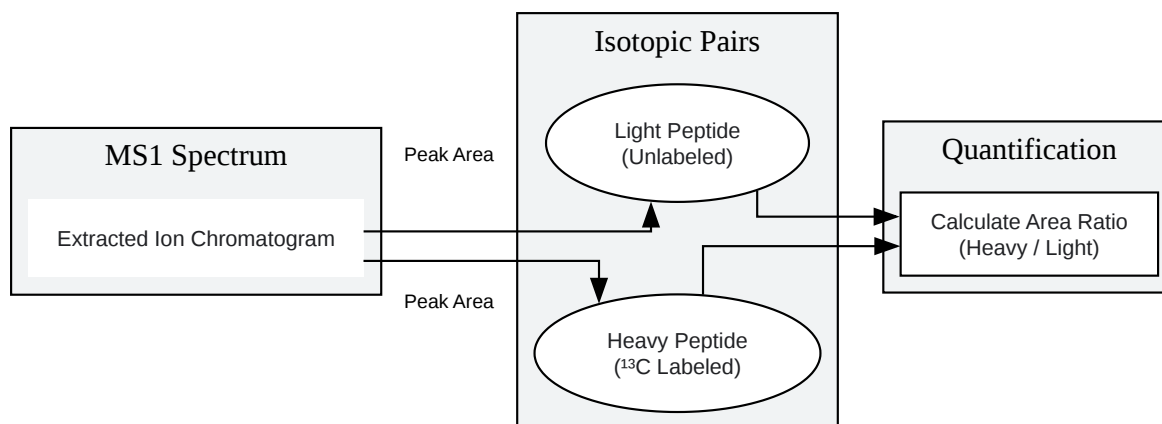 MS1 Spectrum
Extracted Ion Chromatogram
Peak Area
Peak Area
Isotopic Pairs
Light Peptide
(Unlabeled)
Heavy Peptide
(¹³C Labeled)
Quantification
Calculate Area Ratio
(Heavy / Light)